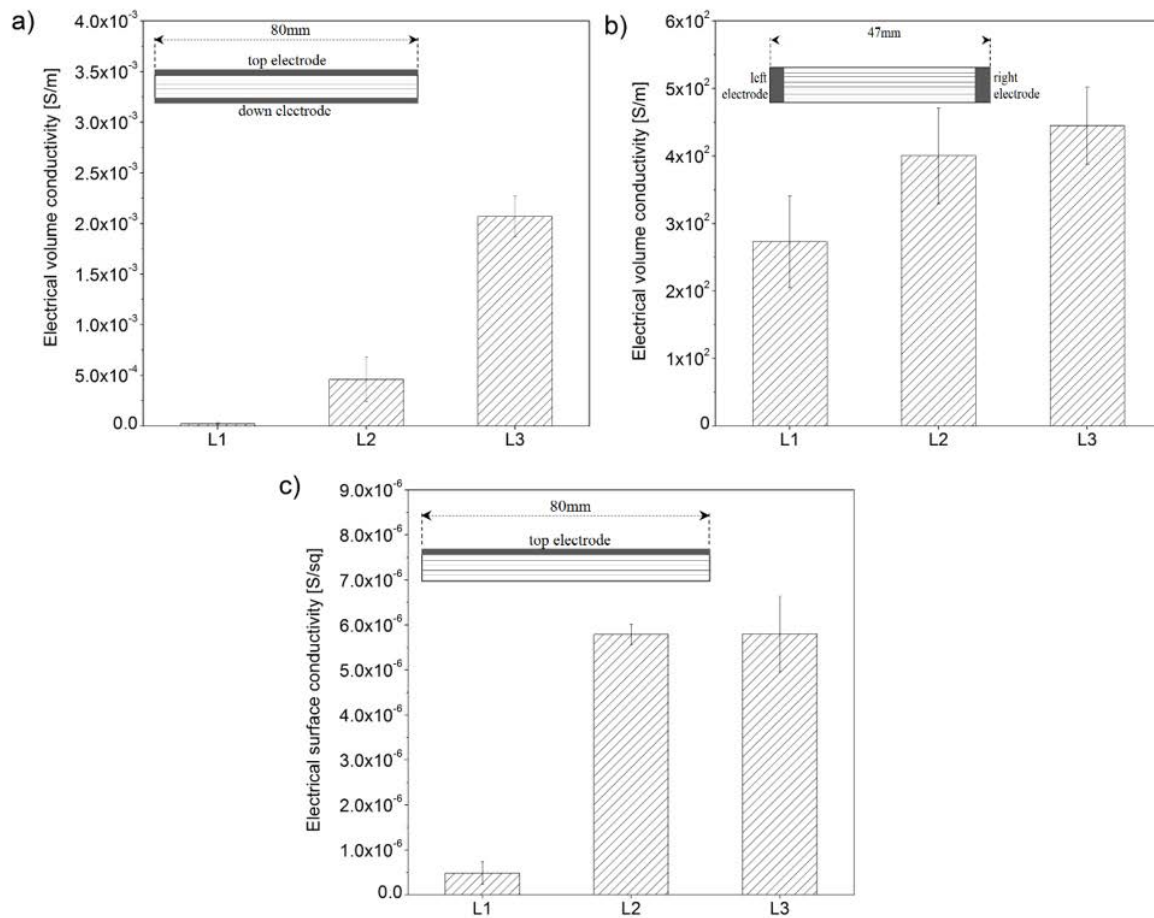 a)
Electrical volume conductivity [S/m]
4.0x10⁻³
3.5x10⁻³
3.0x10⁻³
2.5x10⁻³
2.0x10⁻³
1.5x10⁻³
1.0x10⁻³
5.0x10⁻⁴
0.0
80mm
top electrode
down electrode
L1 L2 L3
b)
Electrical volume conductivity [S/m]
6x10²
5x10²
4x10²
3x10²
2x10²
1x10²
0
47mm
left
electrode
right
electrode
L1 L2 L3
c)
Electrical surface conductivity [S/sq]
9.0x10⁻⁶
8.0x10⁻⁶
7.0x10⁻⁶
6.0x10⁻⁶
5.0x10⁻⁶
4.0x10⁻⁶
3.0x10⁻⁶
2.0x10⁻⁶
1.0x10⁻⁶
0.0
80mm
top electrode
L1 L2 L3